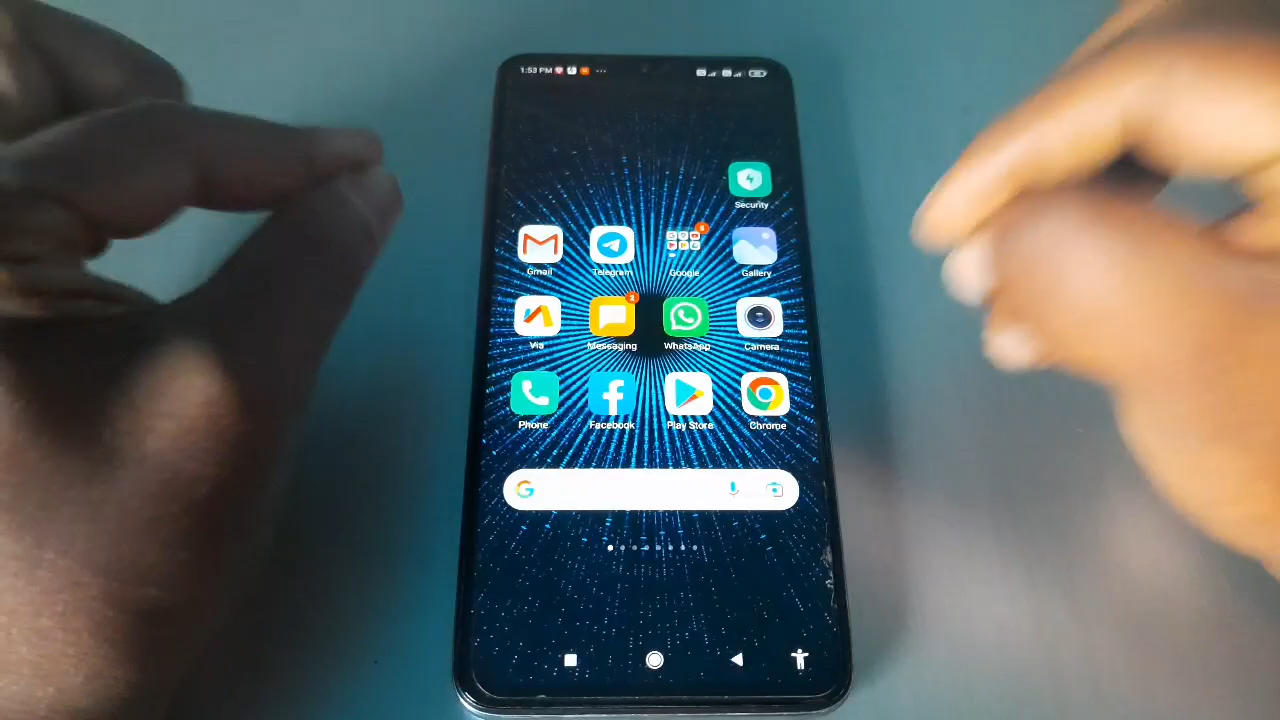 1:53 PM
Security
Gmail Telegram Google Gallery
Via Messaging WhatsApp Camera
Phone Facebook Play Store Chrome